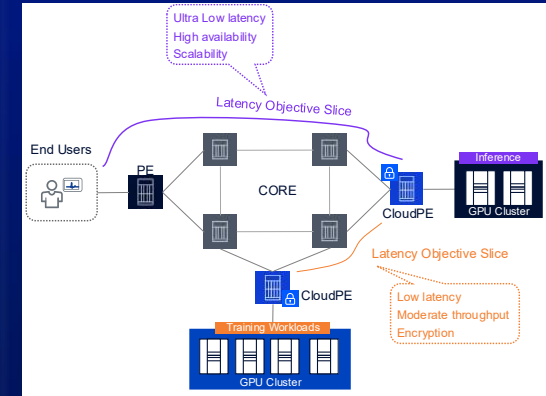 Ultra Low latency
High availability
Scalability
Latency Objective Slice
End Users
PE
CORE
Inference
GPU Cluster
CloudPE
Latency Objective Slice
CloudPE
Low latency
Moderate throughput
Encryption
Training Workloads
GPU Cluster